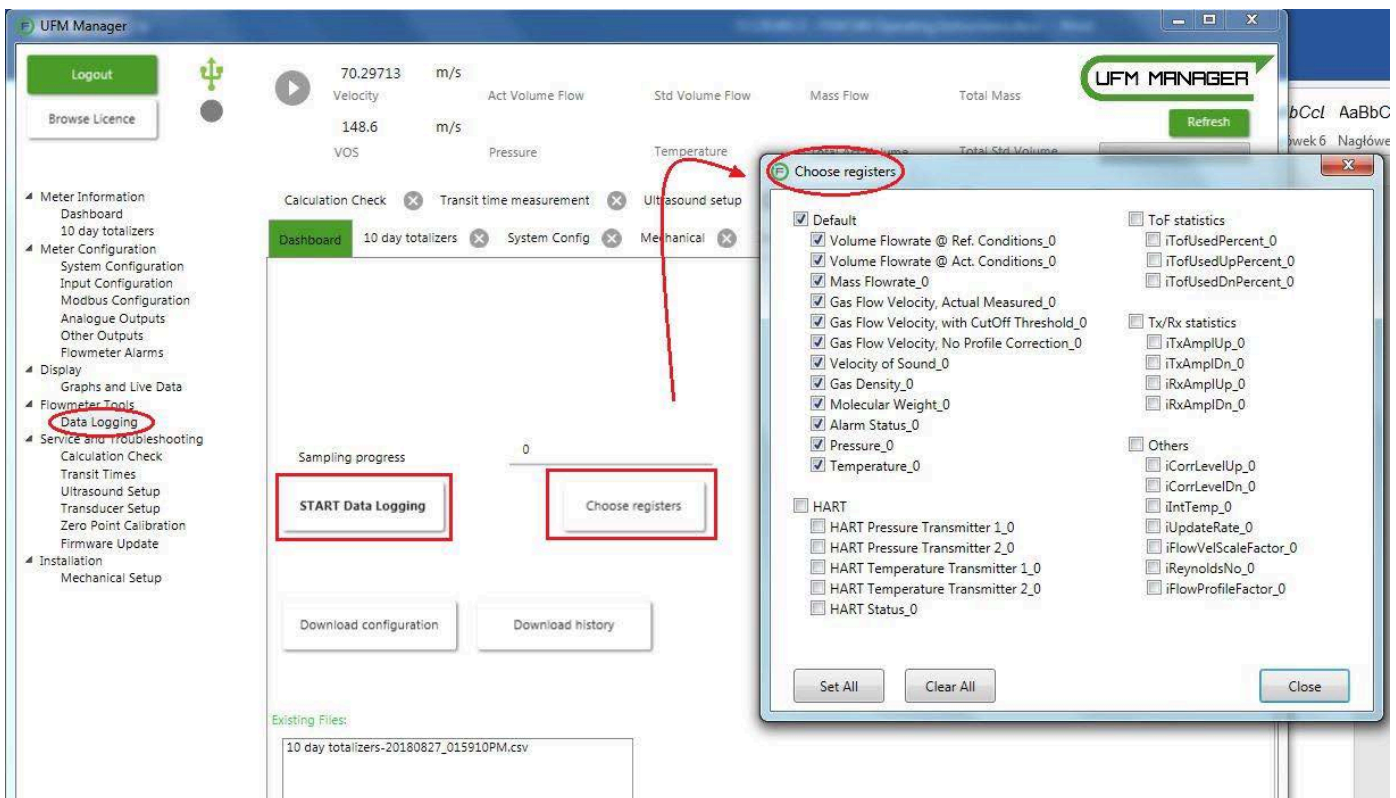 UFM Manager
Logout
Browse Licence
70.29713 m/s
Velocity Act Volume Flow Std Volume Flow Mass Flow Total Mass
148.6 m/s
VOS Pressure Temperature Total Act Volume Total Std Volume
UFM MANAGER
Refresh
bCcL AaBbC
ówek 6 Nagłówe
Meter Information
Dashboard
10 day totalizers
Meter Configuration
System Configuration
Input Configuration
Modbus Configuration
Analogue Outputs
Other Outputs
Flowmeter Alarms
Display
Graphs and Live Data
Flowmeter Tools
Data Logging
Service and Troubleshooting
Calculation Check
Transit Times
Ultrasound Setup
Transducer Setup
Zero Point Calibration
Firmware Update
Installation
Mechanical Setup
Calculation Check Transit time measurement Ultrasound setup
Dashboard 10 day totalizers System Config Mechanical
Sampling progress 0
START Data Logging Choose registers
Download configuration Download history
Existing Files:
10 day totalizers-20180827_015910PM.csv
Choose registers
Default
Volume Flowrate @ Ref. Conditions_0
Volume Flowrate @ Act. Conditions_0
Mass Flowrate_0
Gas Flow Velocity, Actual Measured_0
Gas Flow Velocity, with CutOff Threshold_0
Gas Flow Velocity, No Profile Correction_0
Velocity of Sound_0
Gas Density_0
Molecular Weight_0
Alarm Status_0
Pressure_0
Temperature_0
HART
HART Pressure Transmitter 1_0
HART Pressure Transmitter 2_0
HART Temperature Transmitter 1_0
HART Temperature Transmitter 2_0
HART Status_0
ToF statistics
iTofUsedPercent_0
iTofUsedUpPercent_0
iTofUsedDnPercent_0
Tx/Rx statistics
iTxAmplUp_0
iTxAmplDn_0
iRxAmplUp_0
iRxAmplDn_0
Others
iCorrLevelUp_0
iCorrLevelDn_0
iIntTemp_0
iUpdateRate_0
iFlowVelScaleFactor_0
iReynoldsNo_0
iFlowProfileFactor_0
Set All Clear All Close